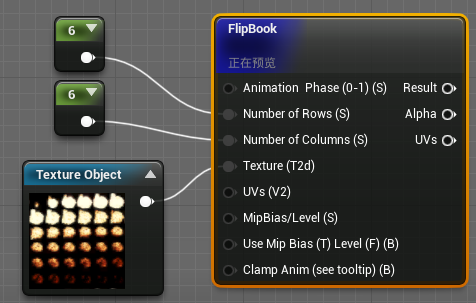 6
6
Texture Object
FlipBook
正在预览
Animation Phase (0-1) (S)
Result
Number of Rows (S)
Alpha
Number of Columns (S)
UVs
Texture (T2d)
UVs (V2)
MipBias/Level (S)
Use Mip Bias (T) Level (F) (B)
Clamp Anim (see tooltip) (B)